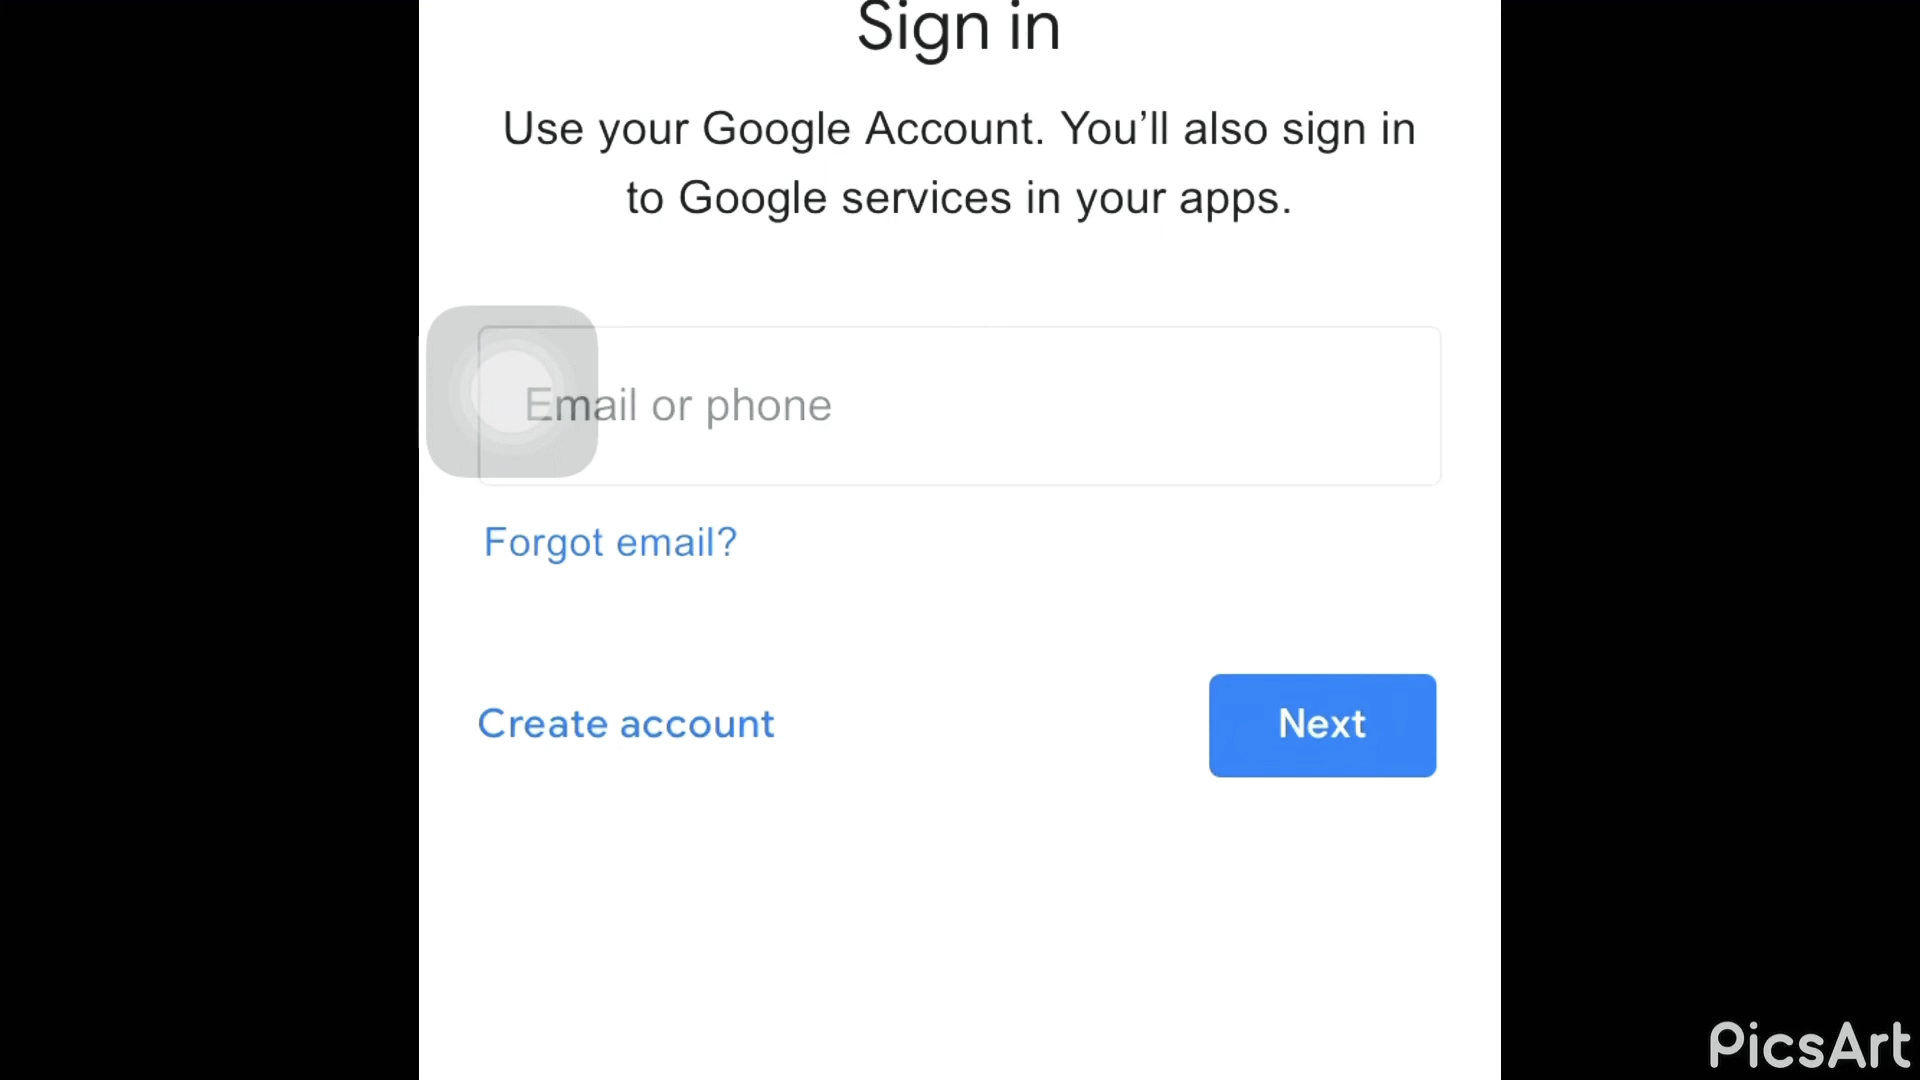 Sign in
Use your Google Account. You’ll also sign in
to Google services in your apps.
Email or phone
Forgot email?
Create account
Next
PicsArt